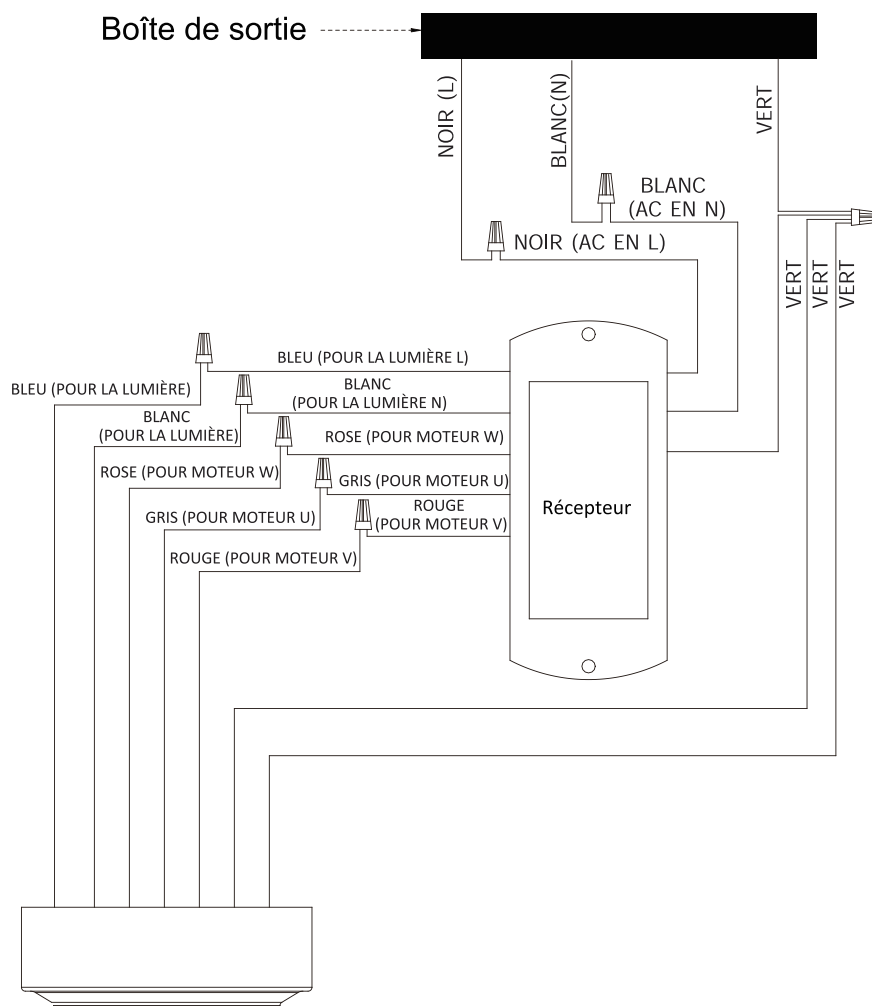 Boîte de sortie
NOIR (L)
BLANC(N)
VERT
BLANC
(AC EN N)
NOIR (AC EN L)
VERT
VERT
VERT
BLEU (POUR LA LUMIÈRE L)
BLEU (POUR LA LUMIÈRE)
BLANC
(POUR LA LUMIÈRE N)
BLANC
(POUR LA LUMIÈRE)
ROSE (POUR MOTEUR W)
ROSE (POUR MOTEUR W)
GRIS (POUR MOTEUR U)
GRIS (POUR MOTEUR U)
ROUGE
(POUR MOTEUR V)
ROUGE (POUR MOTEUR V)
Récepteur